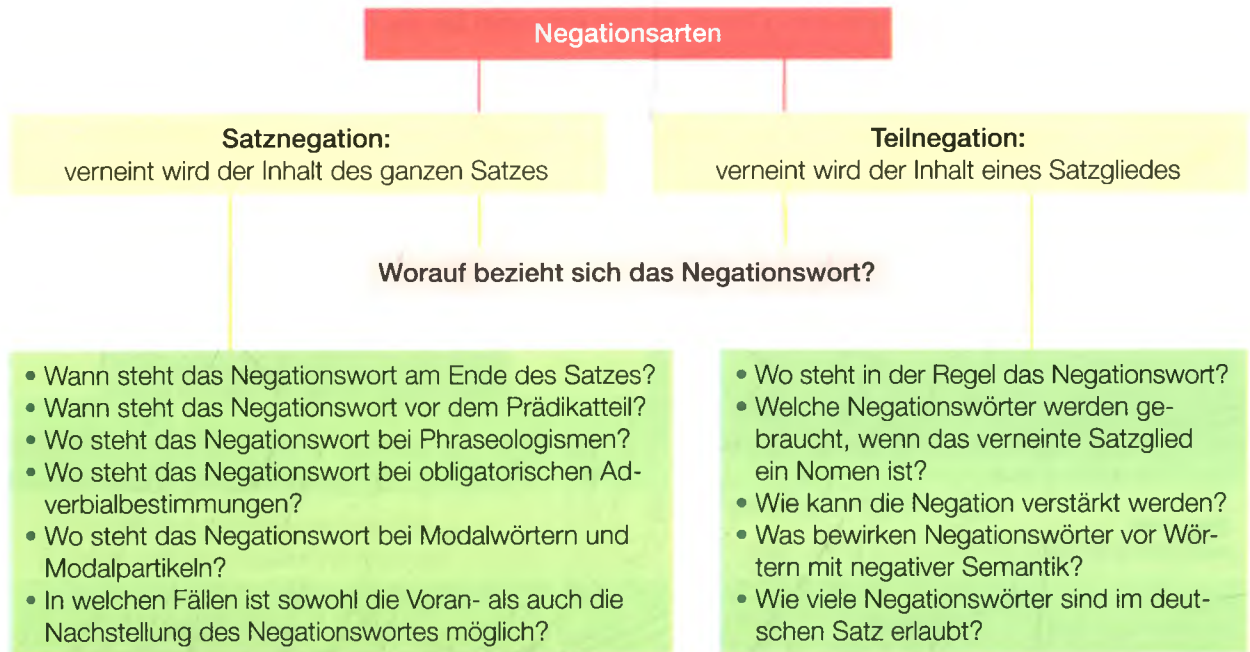 Negationsarten
Satznegation:
verneint wird der Inhalt des ganzen Satzes
Teilnegation:
verneint wird der Inhalt eines Satzgliedes
Worauf bezieht sich das Negationswort?
• Wann steht das Negationswort am Ende des Satzes?
• Wann steht das Negationswort vor dem Prädikatteil?
• Wo steht das Negationswort bei Phraseologismen?
• Wo steht das Negationswort bei obligatorischen Ad-
verbialbestimmungen?
• Wo steht das Negationswort bei Modalwörtern und
Modalpartikeln?
• In welchen Fällen ist sowohl die Voran- als auch die
Nachstellung des Negationswortes möglich?
• Wo steht in der Regel das Negationswort?
• Welche Negationswörter werden ge-
braucht, wenn das verneinte Satzglied
ein Nomen ist?
• Wie kann die Negation verstärkt werden?
• Was bewirken Negationswörter vor Wör-
tern mit negativer Semantik?
• Wie viele Negationswörter sind im deut-
schen Satz erlaubt?